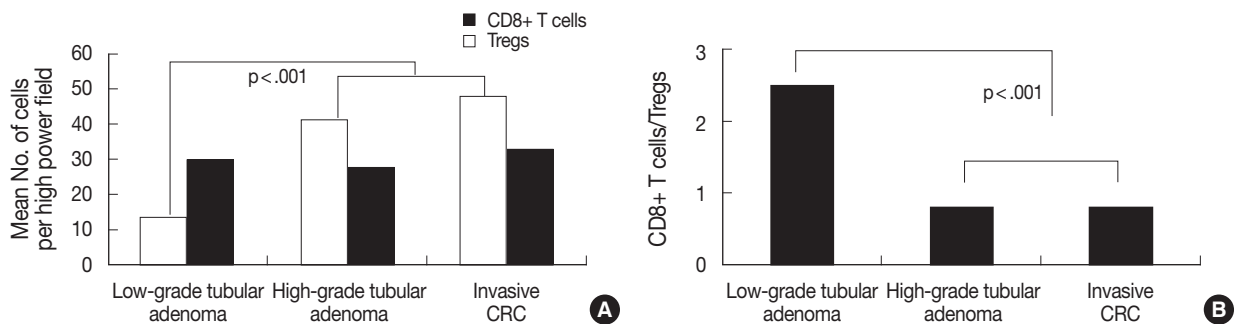 CD8+ T cells
Tregs
Mean No. of cells
per high power field
60
50
40
30
20
10
0
p<.001
Low-grade tubular
adenoma
High-grade tubular
adenoma
Invasive
CRC
A
CD8+ T cells/Tregs
3
2
1
0
p<.001
Low-grade tubular
adenoma
High-grade tubular
adenoma
Invasive
CRC
B